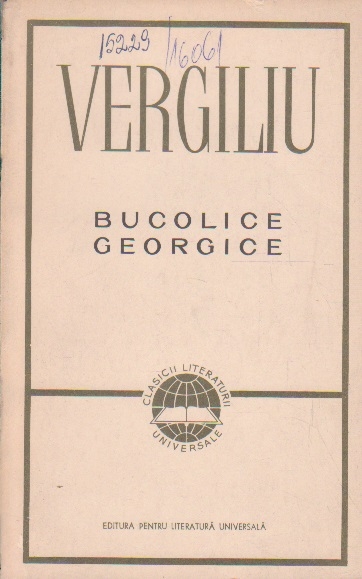 15229 /16061
VERGILIU
BUCOLICE
GEORGICE
CLASICII LITERATURII
UNIVERSALE
EDITURA PENTRU LITERATURĂ UNIVERSALĂ